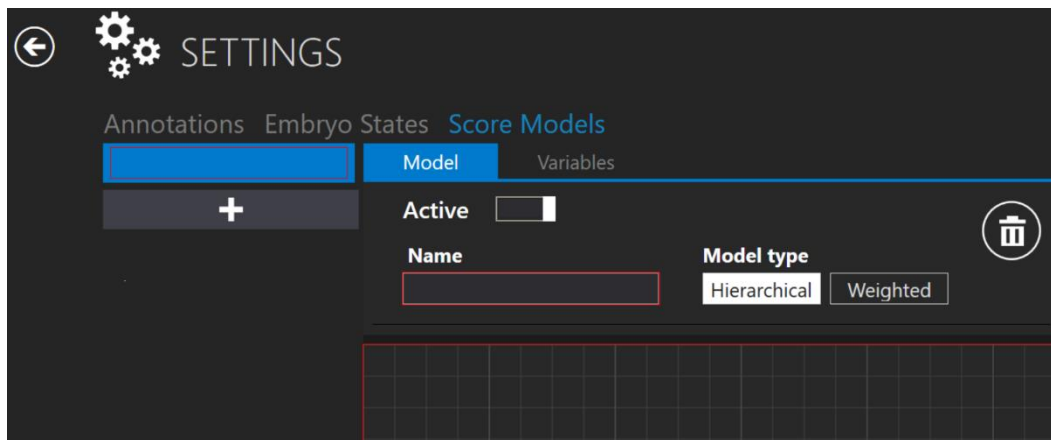 SETTINGS
Annotations Embryo States Score Models
Model Variables
Active
Name Model type
Hierarchical Weighted